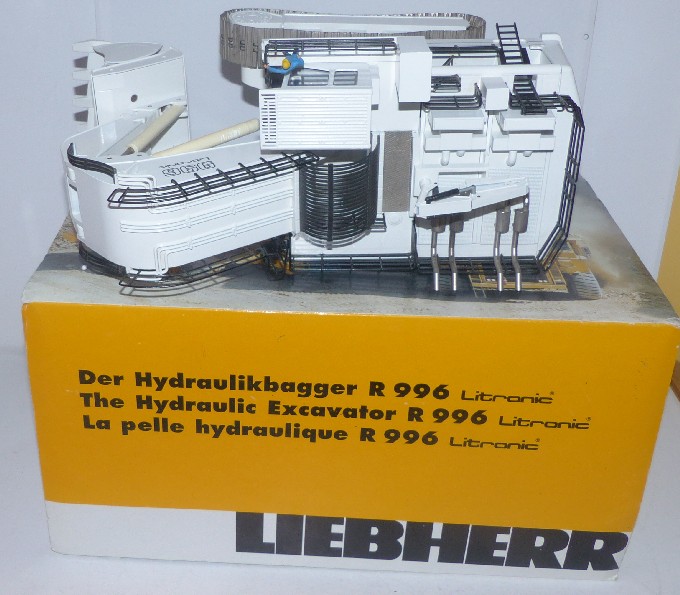 Der Hydraulikbagger R 996 Litronic®
The Hydraulic Excavator R 996 Litronic®
La pelle hydraulique R 996 Litronic®
LIEBHERR